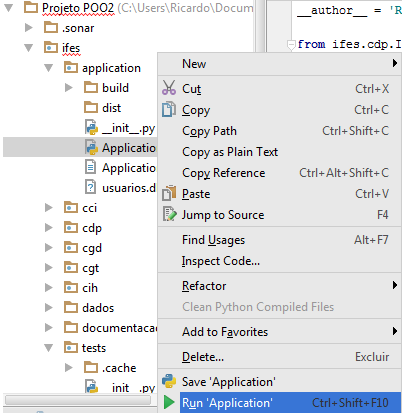 Projeto POO2 (C:\Users\Ricardo\Docum
.sonar
ifes
application
build
dist
__init__.py
Applicatio
Applicatio
usuarios.d
cci
cdp
cgd
cgt
cih
dados
documentaca
tests
.cache
__init__.py
__author__ = 'R
from ifes.cdp.I
New
Cut Ctrl+X
Copy Ctrl+C
Copy Path Ctrl+Shift+C
Copy as Plain Text
Copy Reference Ctrl+Alt+Shift+C
Paste Ctrl+V
Jump to Source F4
Find Usages Alt+F7
Inspect Code...
Refactor
Clean Python Compiled Files
Add to Favorites
Delete... Excluir
Save 'Application'
Run 'Application' Ctrl+Shift+F10